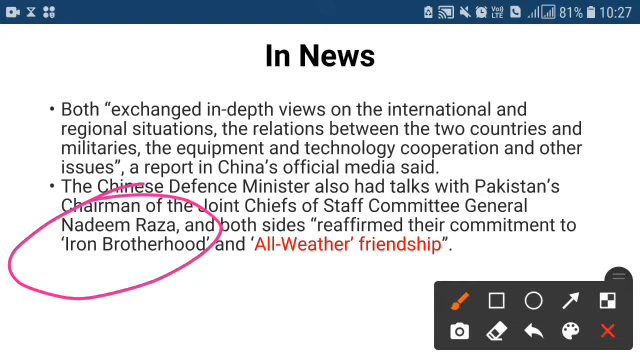 81% 10:27
In News
• Both “exchanged in-depth views on the international and
regional situations, the relations between the two countries and
militaries, the equipment and technology cooperation and other
issues”, a report in China’s official media said.
• The Chinese Defence Minister also had talks with Pakistan’s
Chairman of the Joint Chiefs of Staff Committee General
Nadeem Raza, and both sides “reaffirmed their commitment to
‘Iron Brotherhood’ and ‘All-Weather’ friendship”.